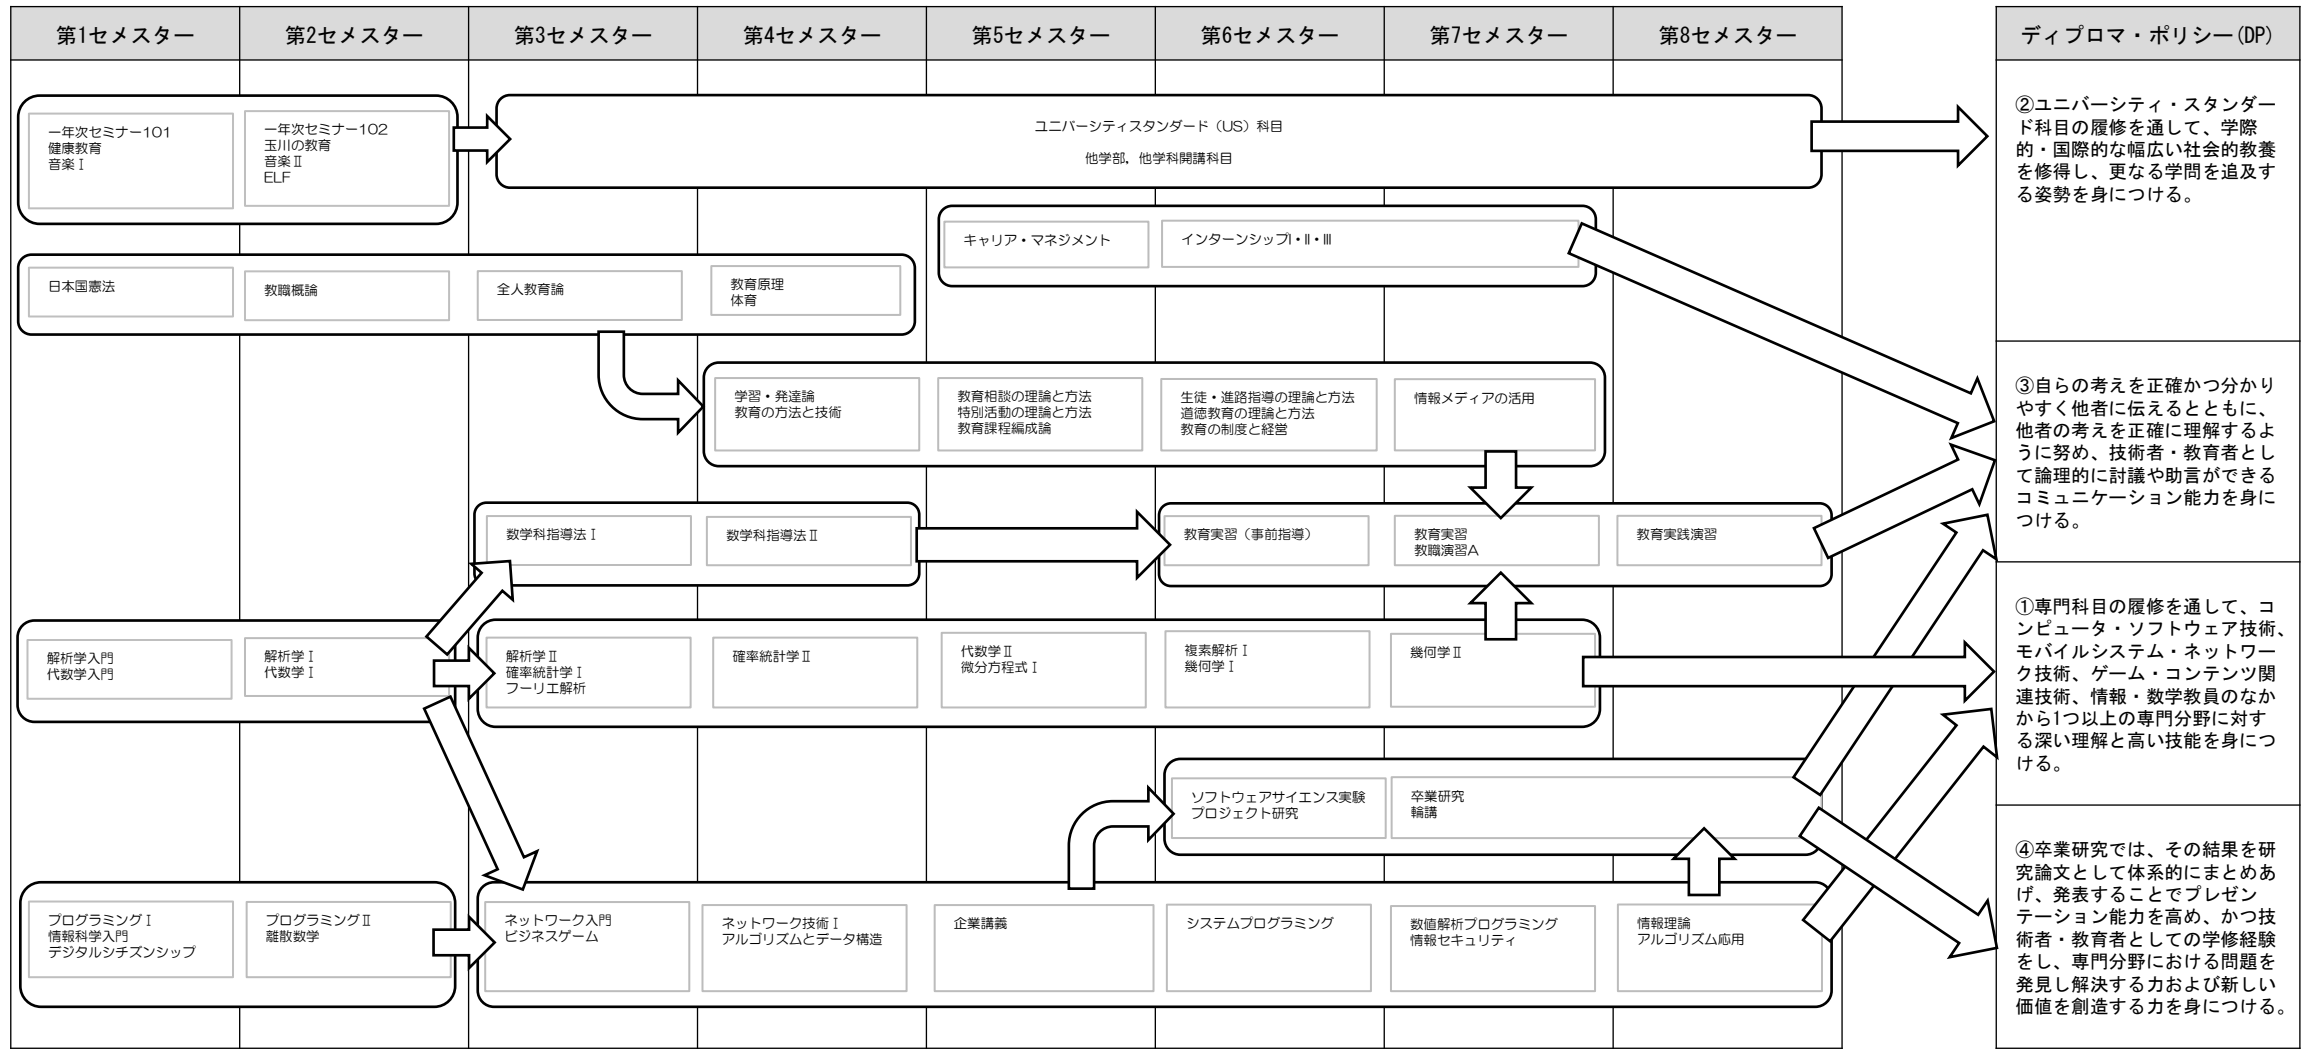 第1セメスター
第2セメスター
第3セメスター
第4セメスター
第5セメスター
第6セメスター
第7セメスター
第8セメスター
ディプロマ・ポリシー(DP)
一年次セミナー101
健康教育
音楽Ⅰ
一年次セミナー102
玉川の教育
音楽Ⅱ
ELF
ユニバーシティスタンダード（US）科目
他学部，他学科開講科目
キャリア・マネジメント
インターンシップⅠ・Ⅱ・Ⅲ
日本国憲法
教職概論
全人教育論
教育原理
体育
学習・発達論
教育の方法と技術
教育相談の理論と方法
特別活動の理論と方法
教育課程編成論
生徒・進路指導の理論と方法
道徳教育の理論と方法
教育の制度と経営
情報メディアの活用
数学科指導法Ⅰ
数学科指導法Ⅱ
教育実習（事前指導）
教育実習
教職演習A
教育実践演習
解析学入門
代数学入門
解析学Ⅰ
代数学Ⅰ
解析学Ⅱ
確率統計学Ⅰ
フーリエ解析
確率統計学Ⅱ
代数学Ⅱ
微分方程式Ⅰ
複素解析Ⅰ
幾何学Ⅰ
幾何学Ⅱ
ソフトウェアサイエンス実験
プロジェクト研究
卒業研究
輪講
プログラミングⅠ
情報科学入門
デジタルシチズンシップ
プログラミングⅡ
離散数学
ネットワーク入門
ビジネスゲーム
ネットワーク技術Ⅰ
アルゴリズムとデータ構造
企業講義
システムプログラミング
数値解析プログラミング
情報セキュリティ
情報理論
アルゴリズム応用
②ユニバーシティ・スタンダー
ド科目の履修を通して、学際
的・国際的な幅広い社会的教養
を修得し、更なる学問を追及す
る姿勢を身につける。
③自らの考えを正確かつ分かり
やすく他者に伝えるとともに、
他者の考えを正確に理解するよ
うに努め、技術者・教育者とし
て論理的に討議や助言ができる
コミュニケーション能力を身に
つける。
①専門科目の履修を通して、コ
ンピュータ・ソフトウェア技術、
モバイルシステム・ネットワー
ク技術、ゲーム・コンテンツ関
連技術、情報・数学教員のなか
から1つ以上の専門分野に対す
る深い理解と高い技能を身につ
ける。
④卒業研究では、その結果を研
究論文として体系的にまとめあ
げ、発表することでプレゼン
テーション能力を高め、かつ技
術者・教育者としての学修経験
をし、専門分野における問題を
発見し解決する力および新しい
価値を創造する力を身につける。